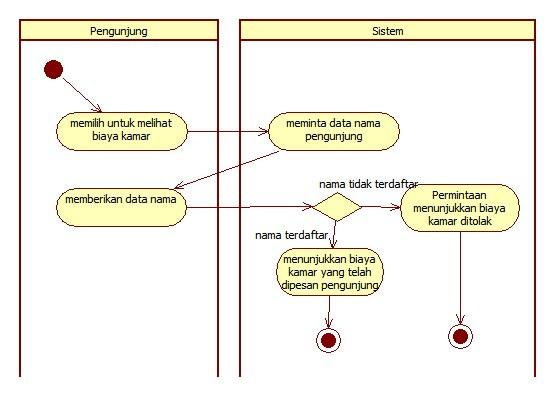 Pengunjung
Sistem
memilih untuk melihat
biaya kamar
meminta data nama
pengunjung
memberikan data nama
nama tidak terdaftar
Permintaan
menunjukkan biaya
kamar ditolak
nama terdaftar
menunjukkan biaya
kamar yang telah
dipesan pengunjung